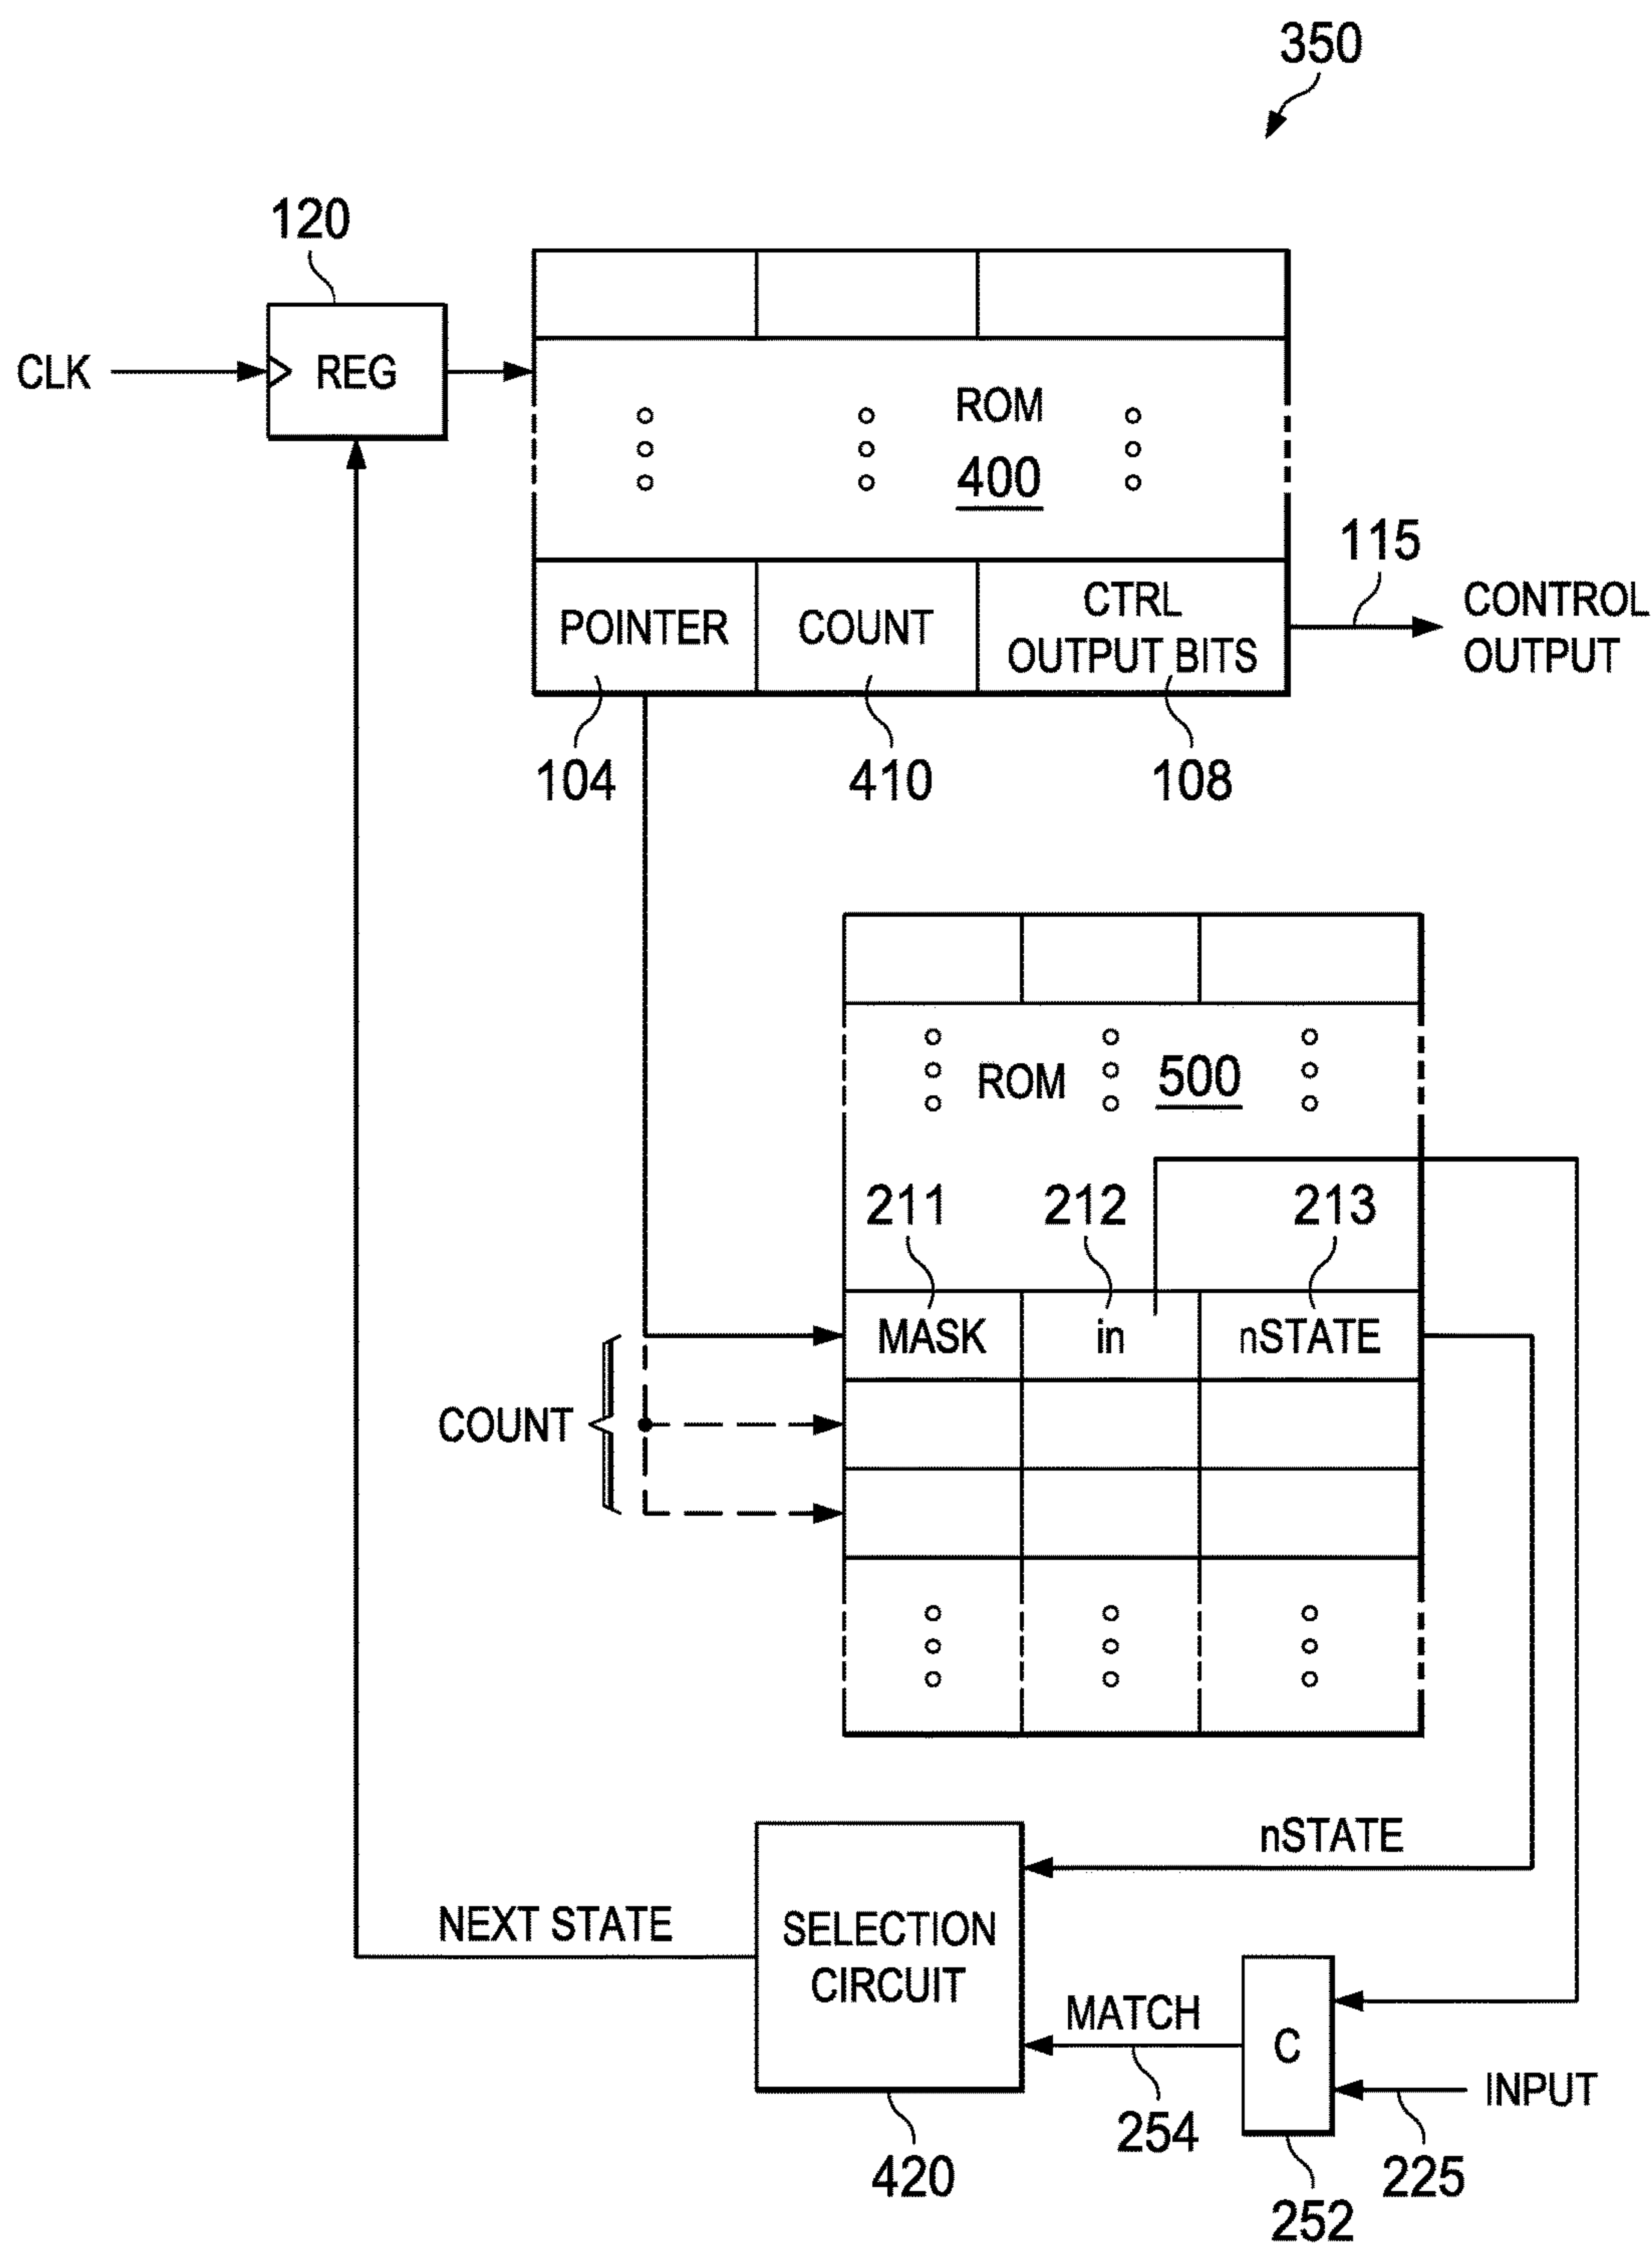 350
120
CLK
REG
ROM
400
115
POINTER
COUNT
CTRL
OUTPUT BITS
CONTROL
OUTPUT
104
410
108
ROM
500
211
212
213
MASK
in
nSTATE
COUNT
nSTATE
NEXT STATE
SELECTION
CIRCUIT
MATCH
C
INPUT
254
225
420
252